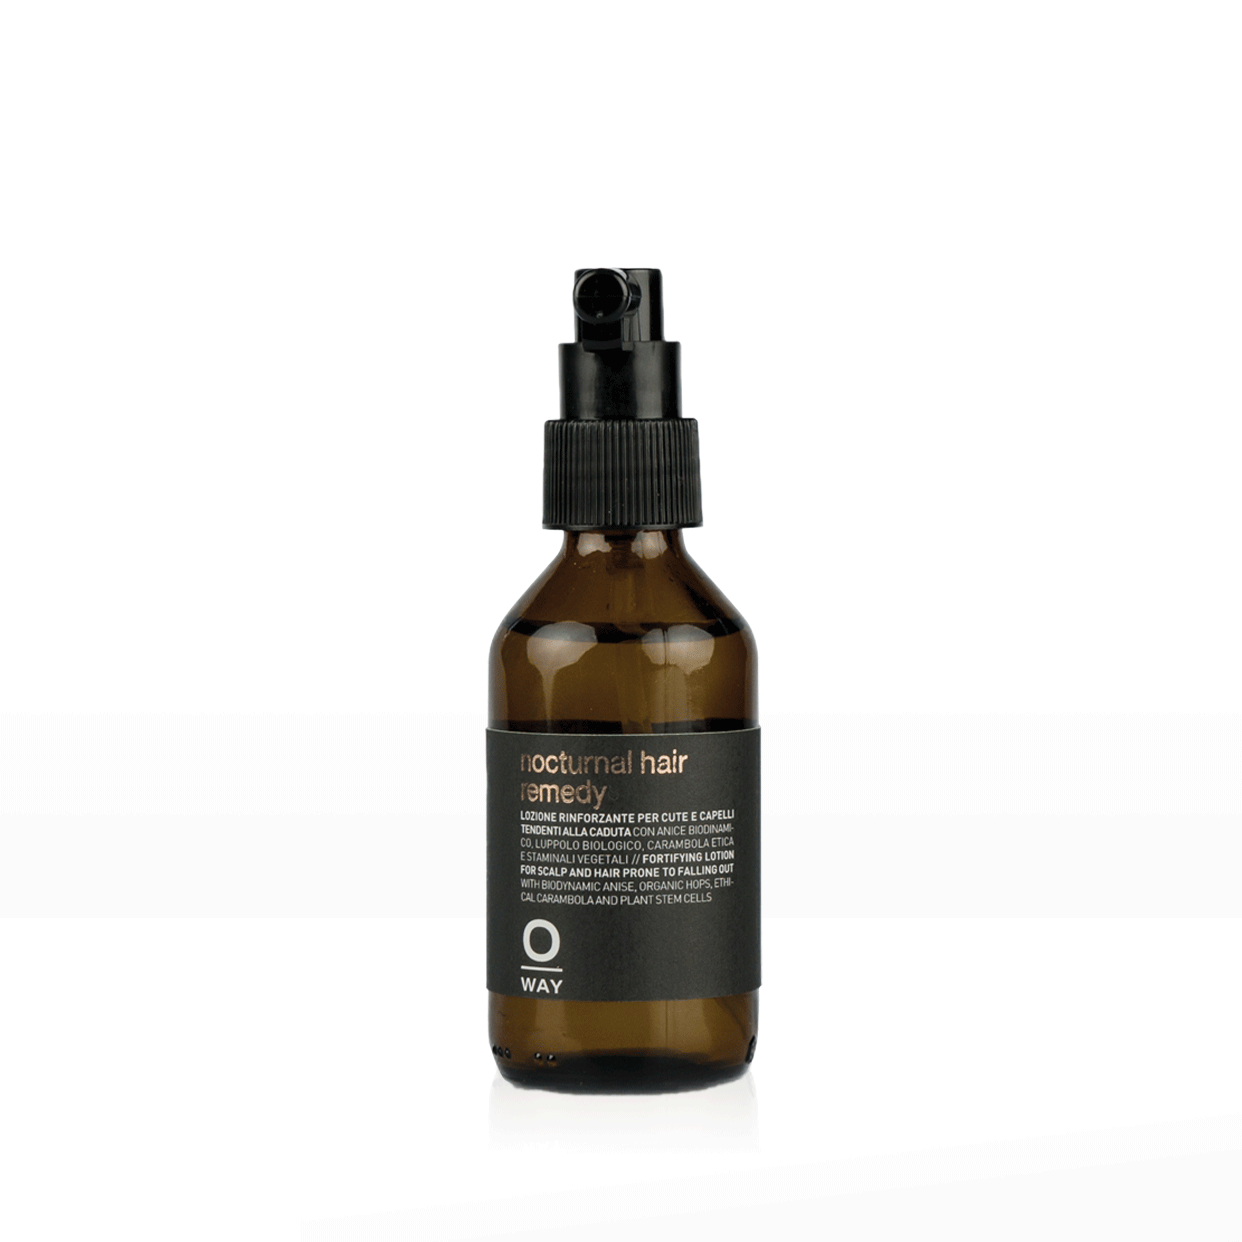 nocturnal hair
remedy
LOZIONE RINFORZANTE PER CUTE E CAPELLI
TENDENTI ALLA CADUTA CON ANICE BIODINAMI-
CO, LUPPOLO BIOLOGICO, CARAMBOLA ETICA
E STAMINALI VEGETALI // FORTIFYING LOTION
FOR SCALP AND HAIR PRONE TO FALLING OUT
WITH BIODYNAMIC ANISE, ORGANIC HOPS, ETHI-
CAL CARAMBOLA AND PLANT STEM CELLS
O
WAY